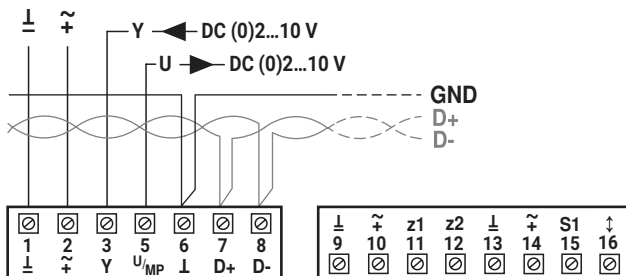 ⊥ ~
− +
Y DC (0)2...10 V
U DC (0)2...10 V
GND
D+
D-
1 2 3 5 6 7 8
⊥ ~ Y U/MP ⊥ D+ D-
⊥ ~ z1 z2 ⊥ ~ S1 ↕
9 10 11 12 13 14 15 16